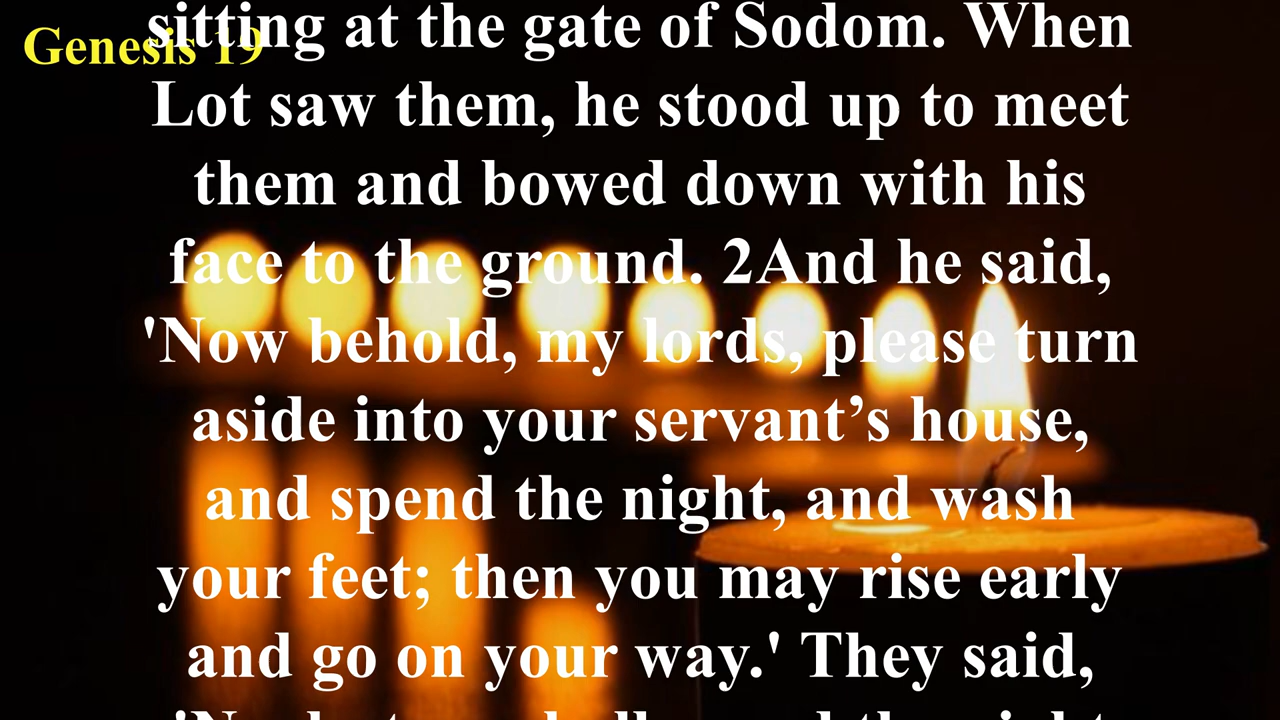 Genesis 19
sitting at the gate of Sodom. When
Lot saw them, he stood up to meet
them and bowed down with his
face to the ground. 2And he said,
'Now behold, my lords, please turn
aside into your servant’s house,
and spend the night, and wash
your feet; then you may rise early
and go on your way.' They said,